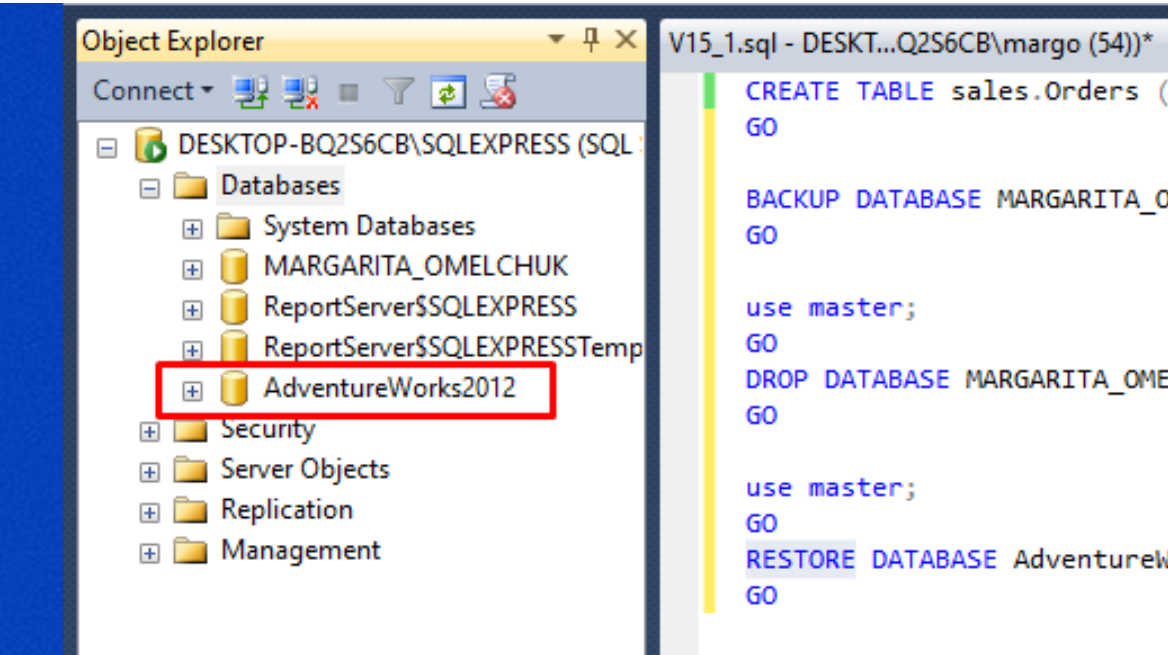 Object Explorer
Connect
DESKTOP-BQ2S6CB\SQLEXPRESS (SQL
Databases
System Databases
MARGARITA_OMELCHUK
ReportServer$SQLEXPRESS
ReportServer$SQLEXPRESSTemp
AdventureWorks2012
Security
Server Objects
Replication
Management
V15_1.sql - DESKT...Q2S6CB\margo (54))*
CREATE TABLE sales.Orders (
GO
BACKUP DATABASE MARGARITA_O
GO
use master;
GO
DROP DATABASE MARGARITA_OME
GO
use master;
GO
RESTORE DATABASE AdventureW
GO